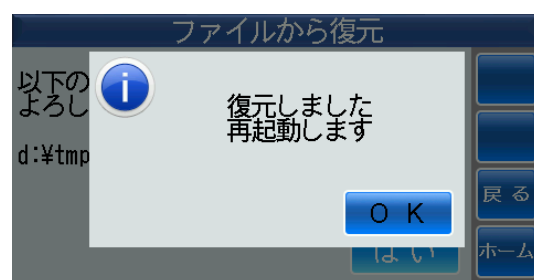 ファイルから復元
以下の
よろし
d:¥tmp
復元しました
再起動します
OK
はい
戻る
ホーム